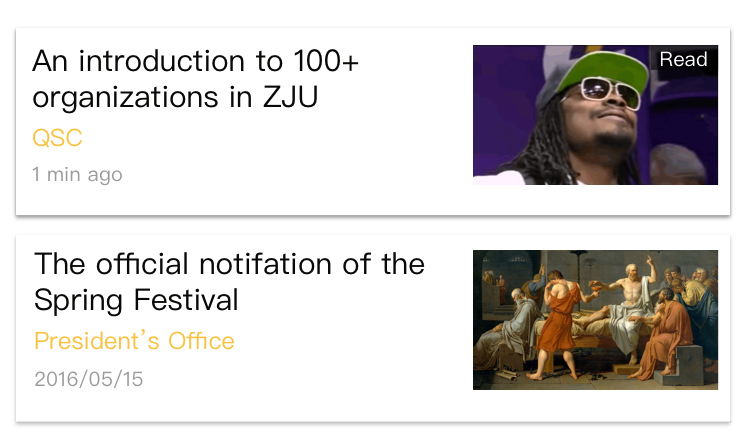 An introduction to 100+
organizations in ZJU
QSC
1 min ago
Read
The official notifation of the
Spring Festival
President's Office
2016/05/15